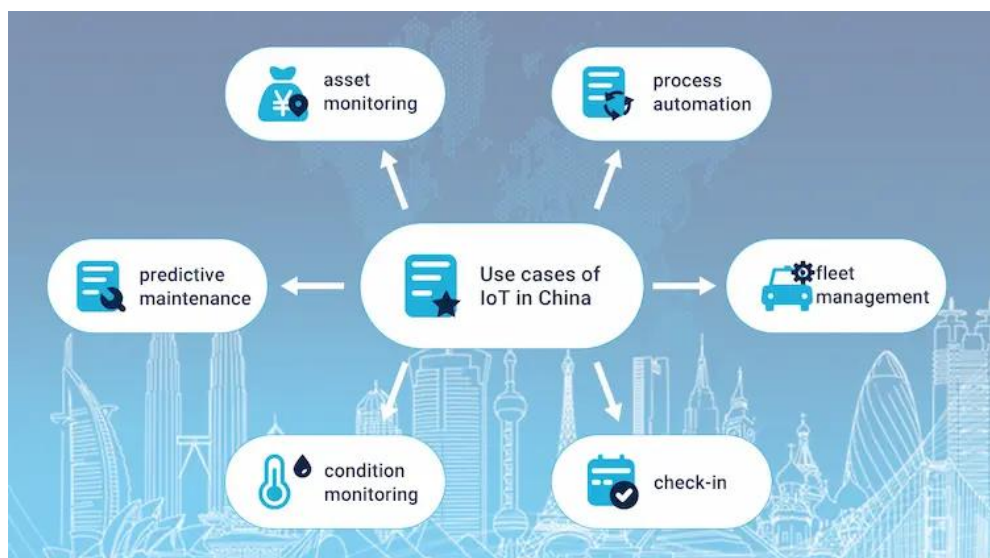 asset
monitoring
process
automation
Use cases of
IoT in China
predictive
maintenance
fleet
management
condition
monitoring
check-in